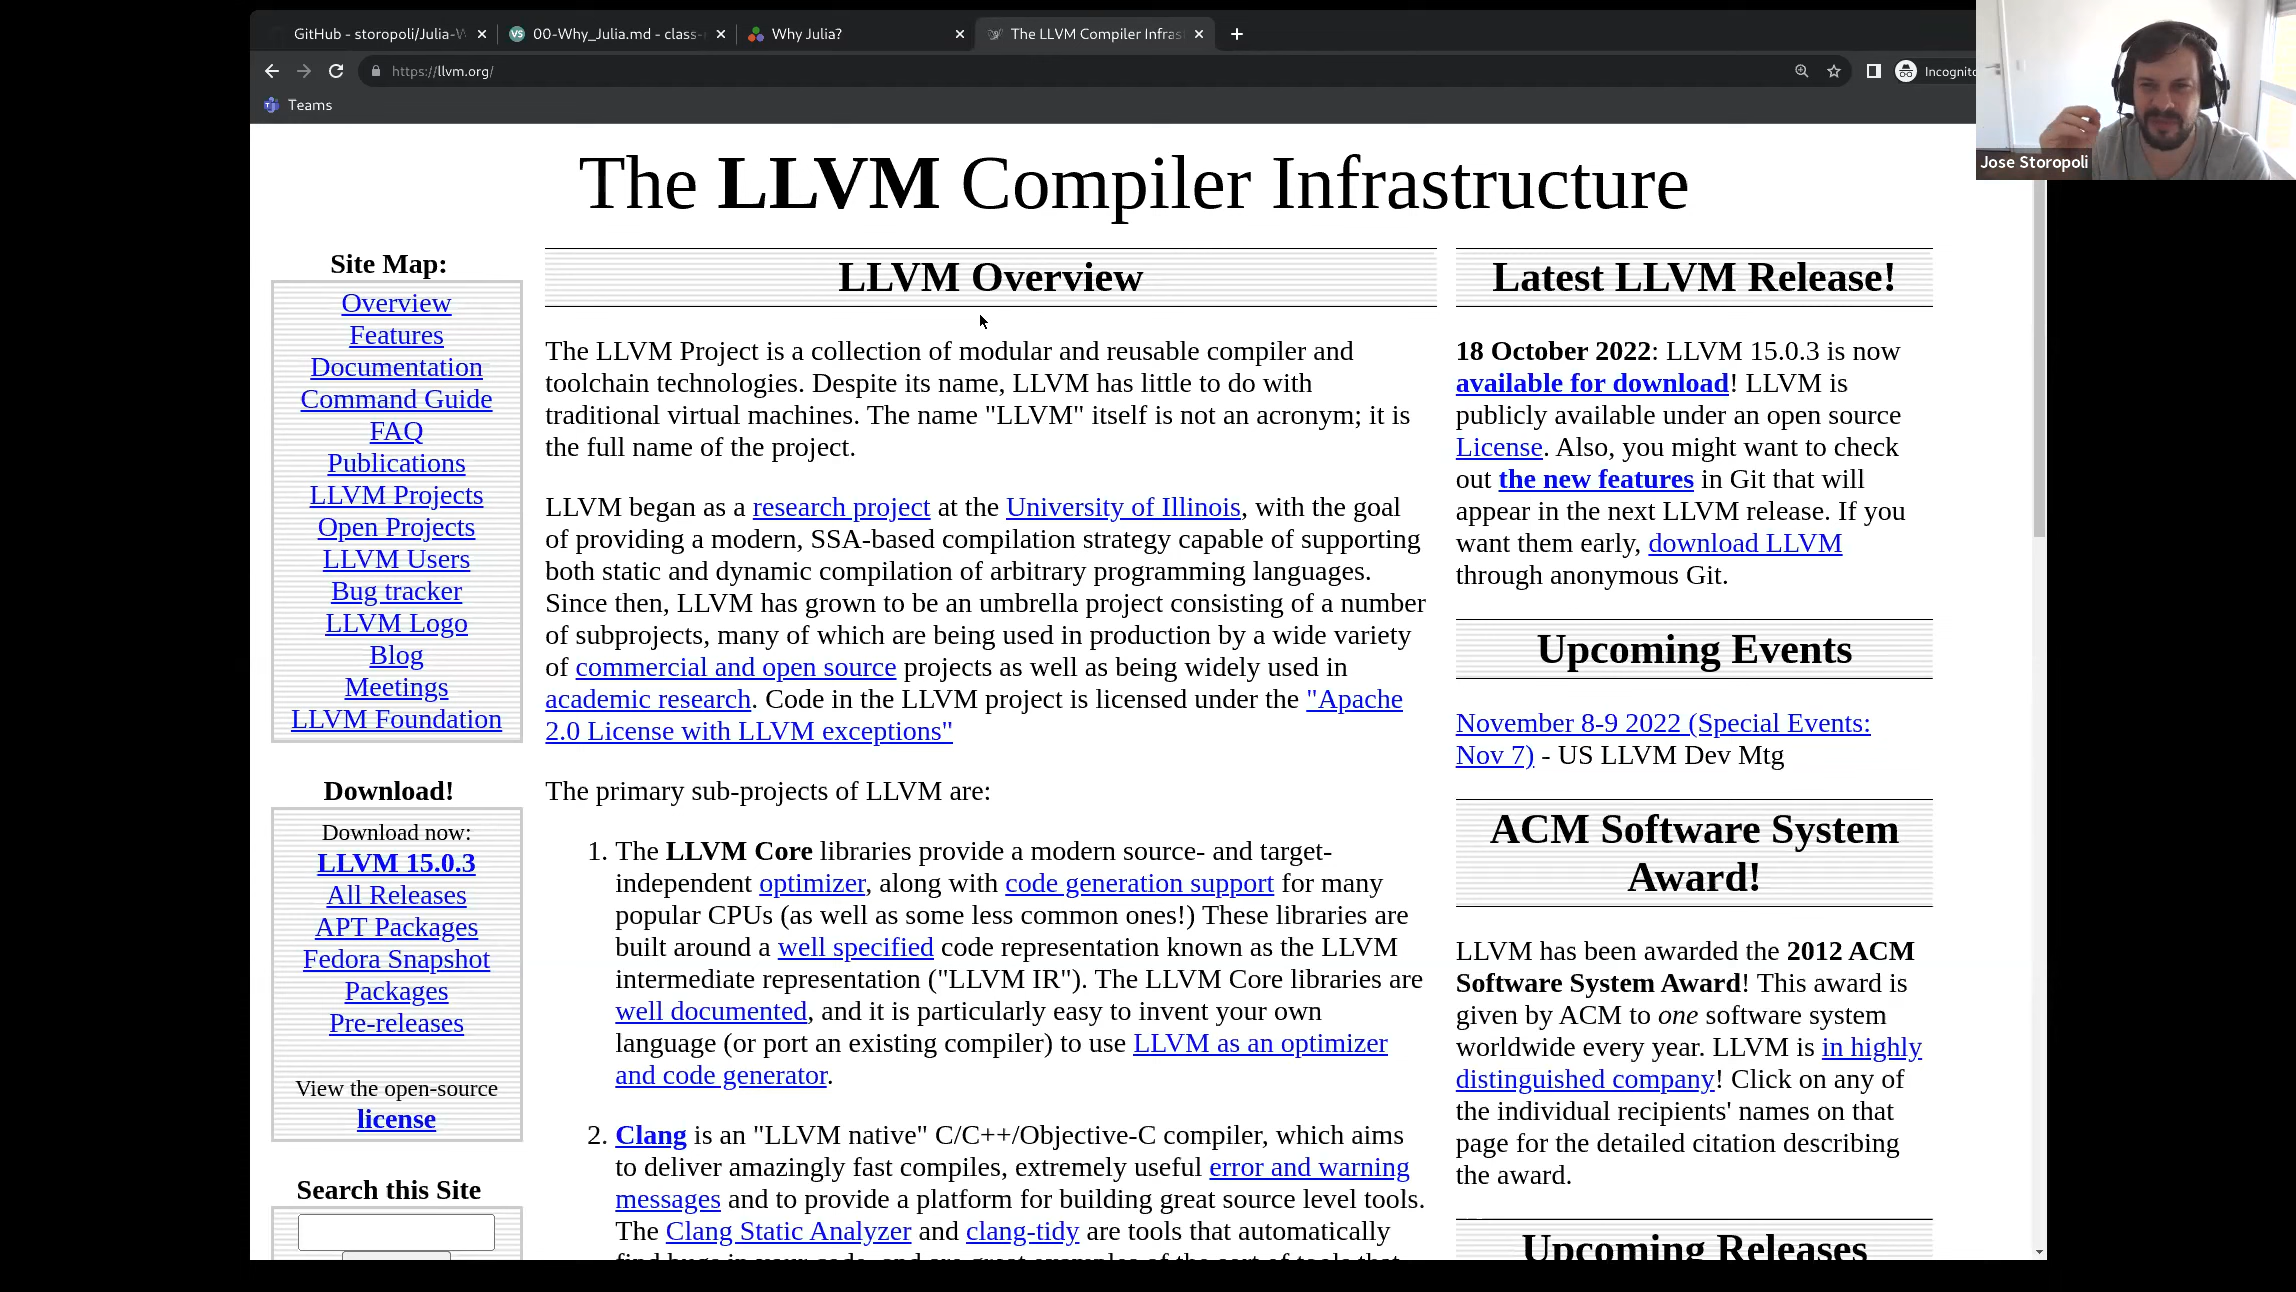 GitHub - storopoli/Julia-W
00-Why_Julia.md - class-
Why Julia?
The LLVM Compiler Infras
https://llvm.org/
Incognito
Teams
Jose Storopoli
The LLVM Compiler Infrastructure
Site Map:
Overview
Features
Documentation
Command Guide
FAQ
Publications
LLVM Projects
Open Projects
LLVM Users
Bug tracker
LLVM Logo
Blog
Meetings
LLVM Foundation
Download!
Download now:
LLVM 15.0.3
All Releases
APT Packages
Fedora Snapshot
Packages
Pre-releases
View the open-source
license
Search this Site
LLVM Overview
The LLVM Project is a collection of modular and reusable compiler and
toolchain technologies. Despite its name, LLVM has little to do with
traditional virtual machines. The name "LLVM" itself is not an acronym; it is
the full name of the project.
LLVM began as a research project at the University of Illinois, with the goal
of providing a modern, SSA-based compilation strategy capable of supporting
both static and dynamic compilation of arbitrary programming languages.
Since then, LLVM has grown to be an umbrella project consisting of a number
of subprojects, many of which are being used in production by a wide variety
of commercial and open source projects as well as being widely used in
academic research. Code in the LLVM project is licensed under the "Apache
2.0 License with LLVM exceptions"
The primary sub-projects of LLVM are:
1. The LLVM Core libraries provide a modern source- and target-
independent optimizer, along with code generation support for many
popular CPUs (as well as some less common ones!) These libraries are
built around a well specified code representation known as the LLVM
intermediate representation ("LLVM IR"). The LLVM Core libraries are
well documented, and it is particularly easy to invent your own
language (or port an existing compiler) to use LLVM as an optimizer
and code generator.
2. Clang is an "LLVM native" C/C++/Objective-C compiler, which aims
to deliver amazingly fast compiles, extremely useful error and warning
messages and to provide a platform for building great source level tools.
The Clang Static Analyzer and clang-tidy are tools that automatically
find bugs in your code, and are great examples of the sort of tools that
Latest LLVM Release!
18 October 2022: LLVM 15.0.3 is now
available for download! LLVM is
publicly available under an open source
License. Also, you might want to check
out the new features in Git that will
appear in the next LLVM release. If you
want them early, download LLVM
through anonymous Git.
Upcoming Events
November 8-9 2022 (Special Events:
Nov 7) - US LLVM Dev Mtg
ACM Software System
Award!
LLVM has been awarded the 2012 ACM
Software System Award! This award is
given by ACM to one software system
worldwide every year. LLVM is in highly
distinguished company! Click on any of
the individual recipients' names on that
page for the detailed citation describing
the award.
Upcoming Releases